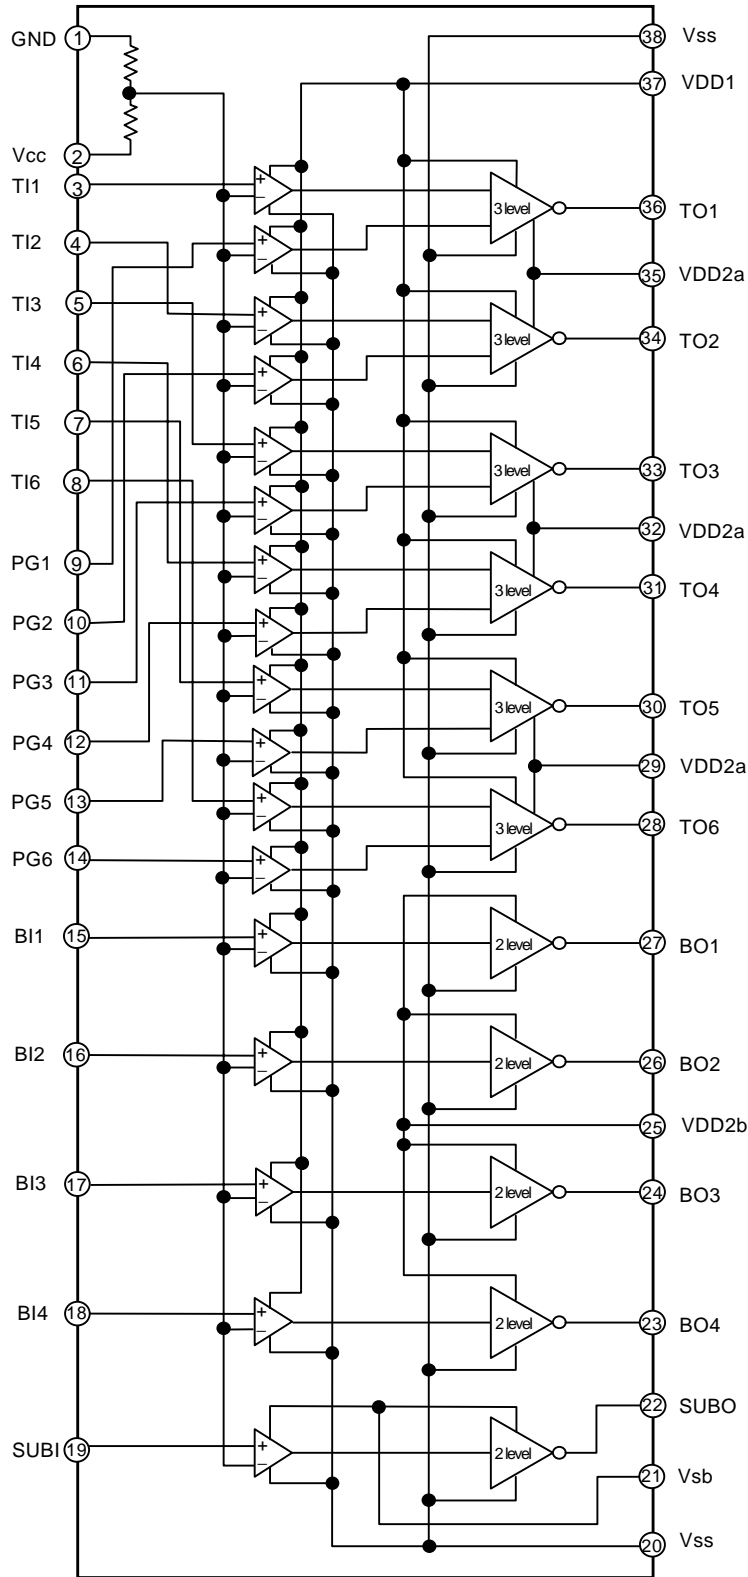 GND 1
38 Vss
37 VDD1
Vcc 2
TI1 3
+
−
3 level
36 TO1
TI2 4
+
−
35 VDD2a
TI3 5
+
−
3 level
34 TO2
TI4 6
+
−
TI5 7
+
−
3 level
33 TO3
TI6 8
+
−
32 VDD2a
PG1 9
+
−
3 level
31 TO4
PG2 10
+
−
PG3 11
+
−
3 level
30 TO5
PG4 12
+
−
29 VDD2a
PG5 13
+
−
3 level
28 TO6
PG6 14
+
−
BI1 15
+
−
2 level
27 BO1
BI2 16
+
−
2 level
26 BO2
25 VDD2b
BI3 17
+
−
2 level
24 BO3
BI4 18
+
−
2 level
23 BO4
22 SUBO
SUBI 19
+
−
2 level
21 Vsb
20 Vss